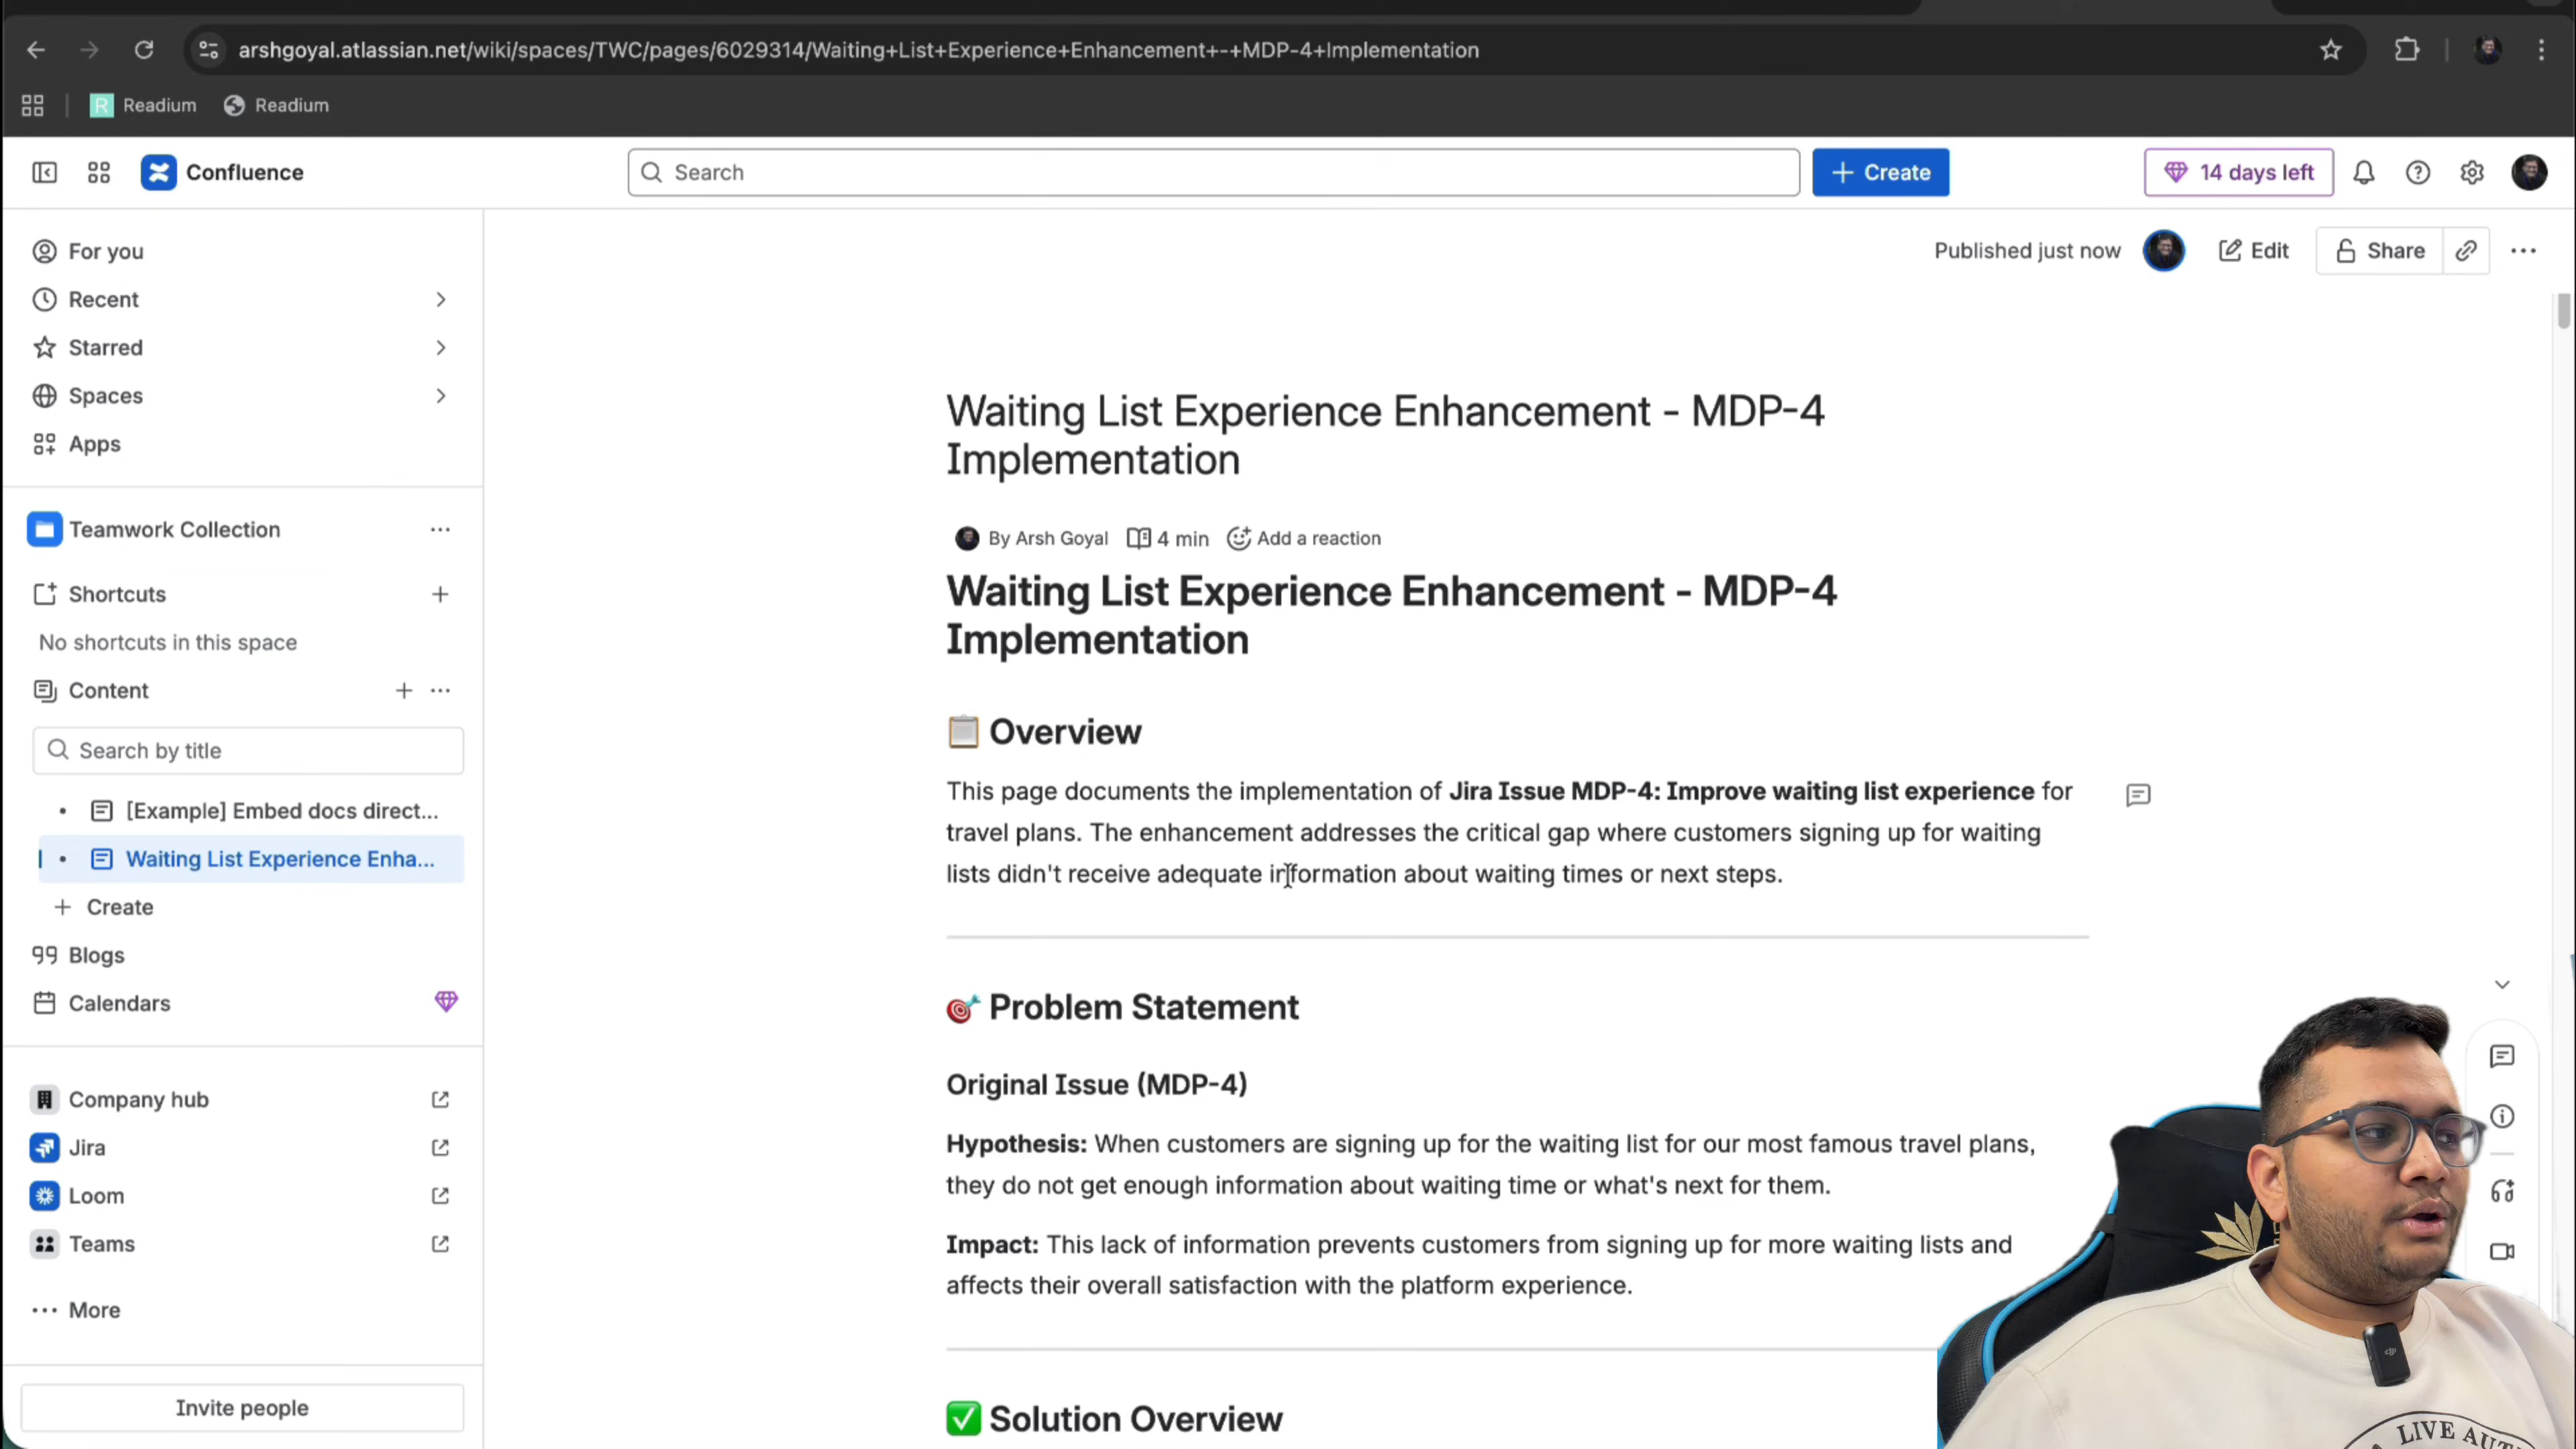 arshgoyal.atlassian.net/wiki/spaces/TWC/pages/6029314/Waiting+List+Experience+Enhancement+-+MDP-4+Implementation
R Readium
Readium
Confluence
Search
+ Create
14 days left
For you
Recent
Starred
Spaces
Apps
Teamwork Collection
Shortcuts
No shortcuts in this space
Content
Search by title
[Example] Embed docs direct...
Waiting List Experience Enha...
+ Create
Blogs
Calendars
Company hub
Jira
Loom
Teams
More
Invite people
Published just now
Edit
Share
Waiting List Experience Enhancement - MDP-4
Implementation
By Arsh Goyal
4 min
Add a reaction
Waiting List Experience Enhancement - MDP-4
Implementation
Overview
This page documents the implementation of Jira Issue MDP-4: Improve waiting list experience for
travel plans. The enhancement addresses the critical gap where customers signing up for waiting
lists didn't receive adequate information about waiting times or next steps.
Problem Statement
Original Issue (MDP-4)
Hypothesis: When customers are signing up for the waiting list for our most famous travel plans,
they do not get enough information about waiting time or what's next for them.
Impact: This lack of information prevents customers from signing up for more waiting lists and
affects their overall satisfaction with the platform experience.
Solution Overview
LIVE